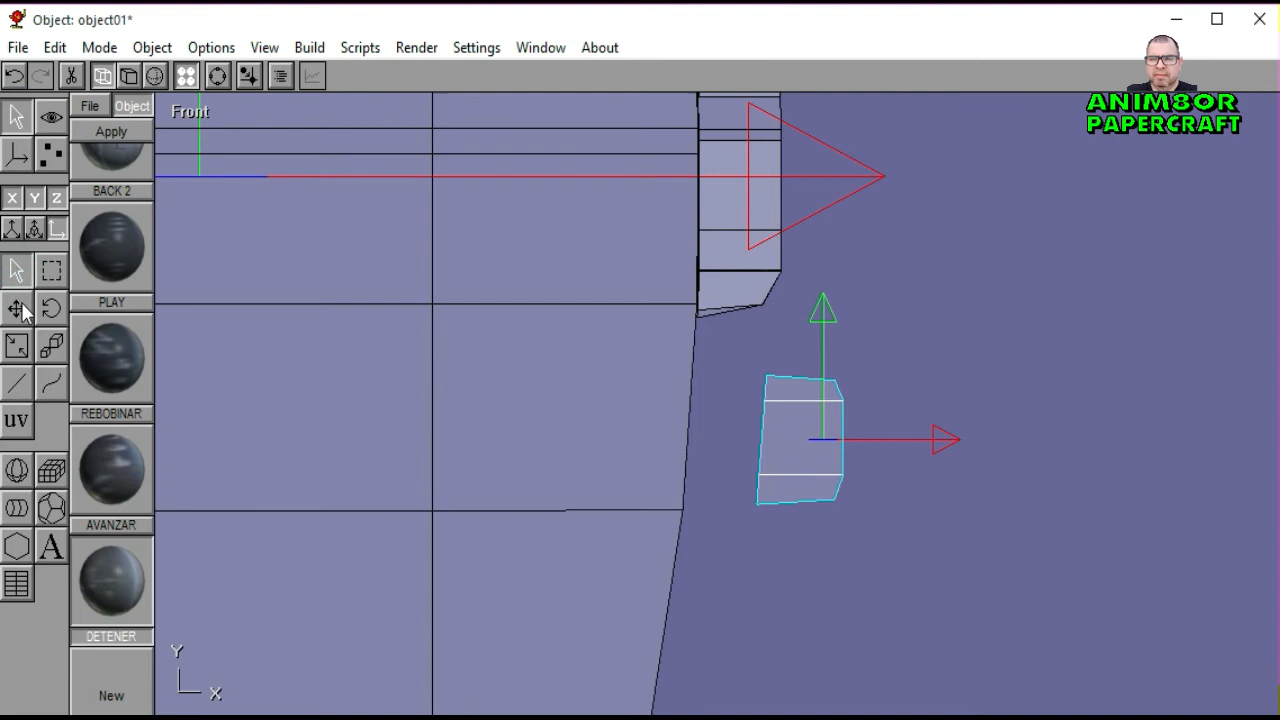 Object: object01*
File Edit Mode Object Options View Build Scripts Render Settings Window About
ANIM8OR
PAPERCRAFT
File Object
Apply
Front
BACK 2
X Y Z
PLAY
REBOBINAR
uv
AVANZAR
A
DETENER
Y
X
New